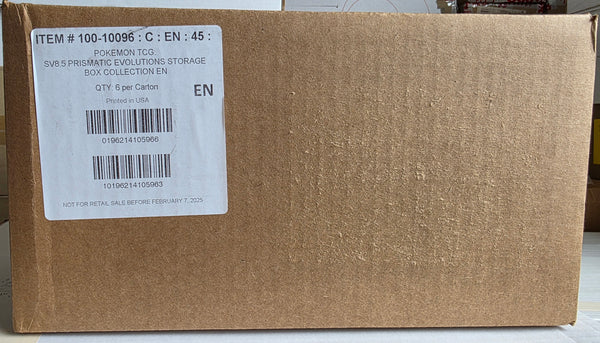 ITEM # 100-10096 : C : EN : 45 :
POKEMON TCG:
SV8.5 PRISMATIC EVOLUTIONS STORAGE
BOX COLLECTION EN
QTY: 6 per Carton
EN
Printed in USA
0196214105966
10196214105963
NOT FOR RETAIL SALE BEFORE FEBRUARY 7, 2025